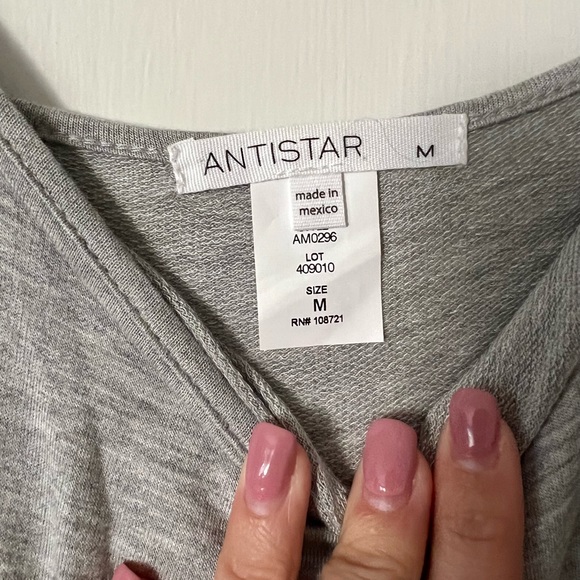 ANTISTAR M
made in
mexico
AM0296
LOT
409010
SIZE
M
RN# 108721